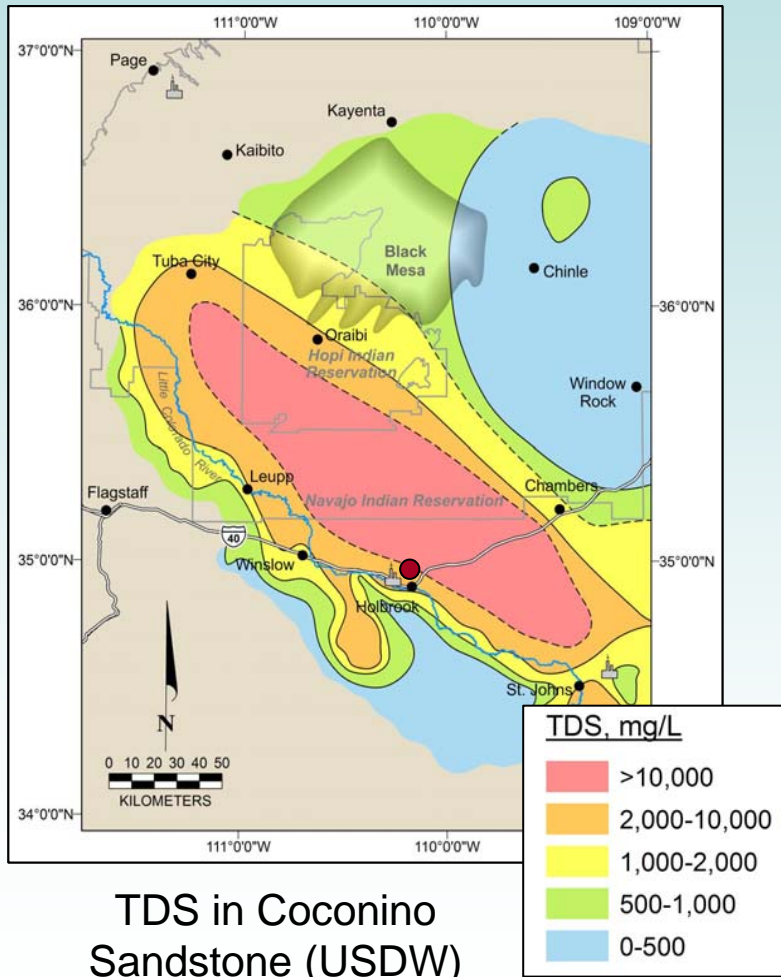 111°0'0"W
110°0'0"W
109°0'0"W
37°0'0"N
Page
Kayenta
Kaibito
Black
Mesa
Tuba City
Chinle
36°0'0"N
36°0'0"N
Oraibi
Hopi Indian
Reservation
Window
Rock
Little Colorado River
Leupp
Chambers
Flagstaff
Navajo Indian Reservation
40
35°0'0"N
35°0'0"N
Winslow
Holbrook
St. Johns
N
0 10 20 30 40 50
KILOMETERS
34°0'0"N
111°0'0"W
110°0'0"W
TDS, mg/L
>10,000
2,000-10,000
1,000-2,000
500-1,000
0-500
TDS in Coconino
Sandstone (USDW)